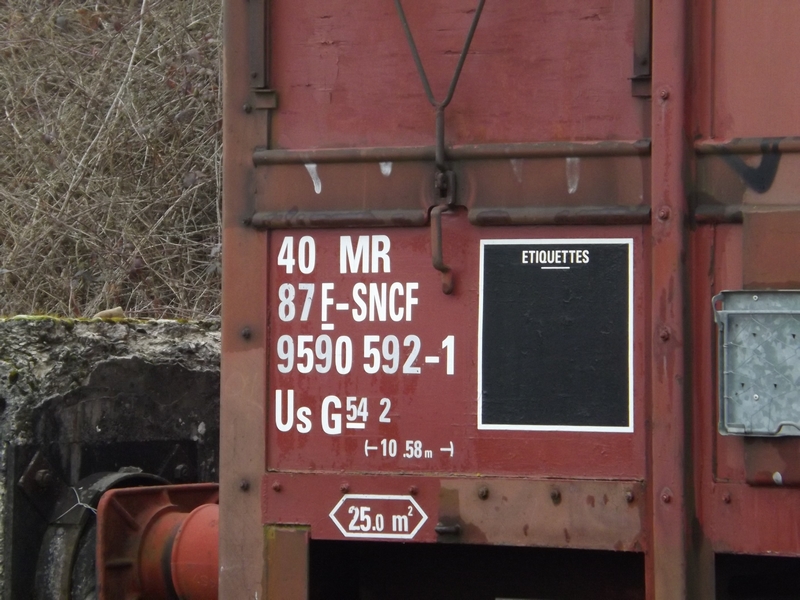 40 MR
87 F-SNCF
9590 592-1
Us G 54 2
10.58m
25.0 m²
ETIQUETTES